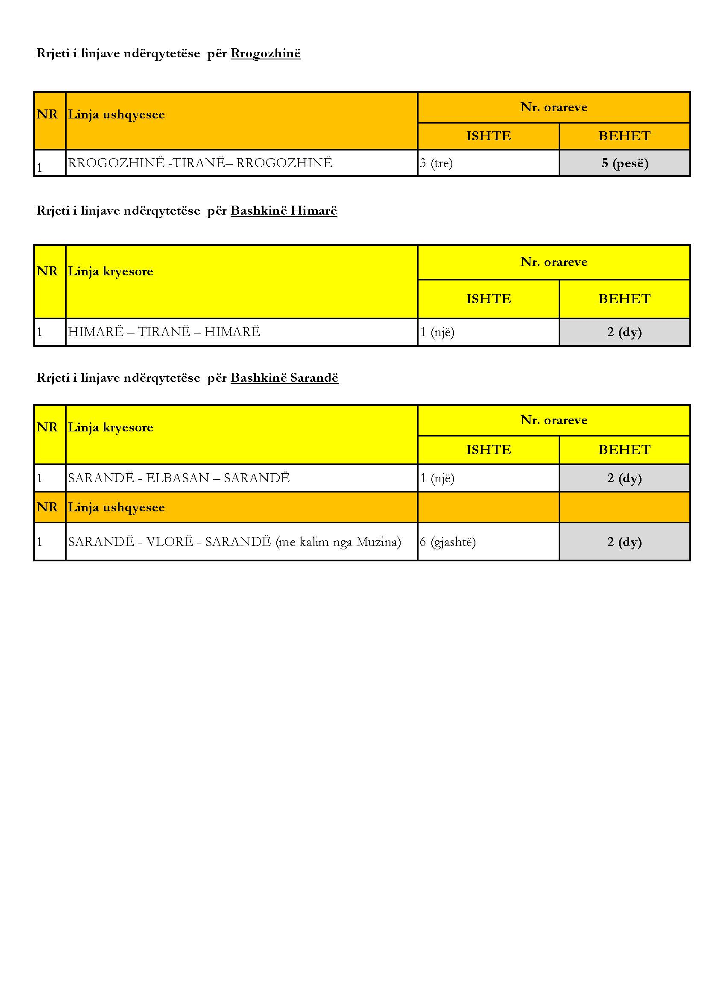 Rrjeti i linjave ndërqytetëse  për Rrogozhinë
NR Linja ushqyesee Nr. orareve
ISHTE BEHET
1 RROGOZHINË -TIRANË– RROGOZHINË 3 (tre) 5 (pesë)
Rrjeti i linjave ndërqytetëse  për Bashkinë Himarë
NR Linja kryesore Nr. orareve
ISHTE BEHET
1 HIMARË – TIRANË – HIMARË 1 (një) 2 (dy)
Rrjeti i linjave ndërqytetëse  për Bashkinë Sarandë
NR Linja kryesore Nr. orareve
ISHTE BEHET
1 SARANDË - ELBASAN – SARANDË 1 (një) 2 (dy)
NR Linja ushqyesee
1 SARANDË - VLORË - SARANDË (me kalim nga Muzina) 6 (gjashtë) 2 (dy)